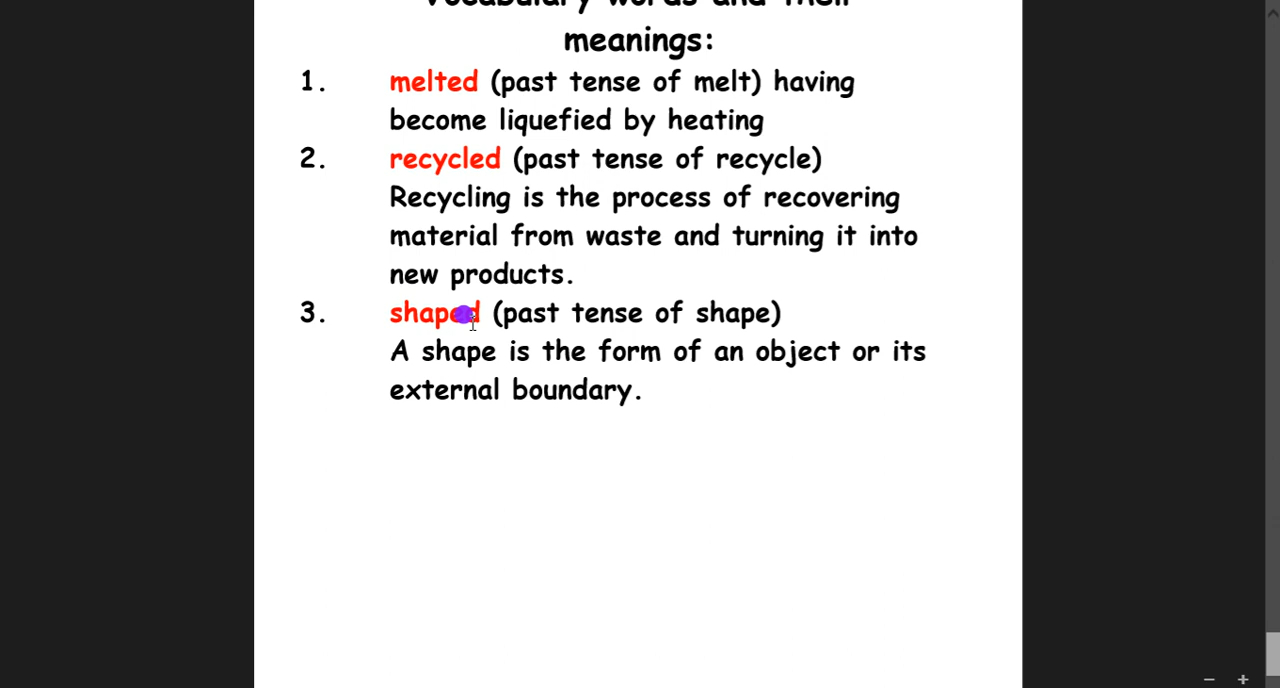 Vocabulary words and their
meanings:
1. melted (past tense of melt) having
become liquefied by heating
2. recycled (past tense of recycle)
Recycling is the process of recovering
material from waste and turning it into
new products.
3. shaped (past tense of shape)
A shape is the form of an object or its
external boundary.